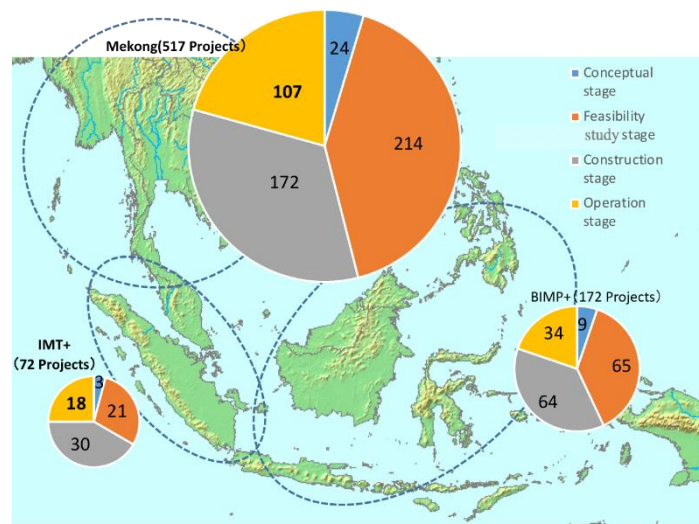 Mekong(517 Projects)
24
107
214
172
Conceptual
stage
Feasibility
study stage
Construction
stage
Operation
stage
BIMP+(172 Projects)
9
34
65
64
IMT+
(72 Projects)
3
18
21
30